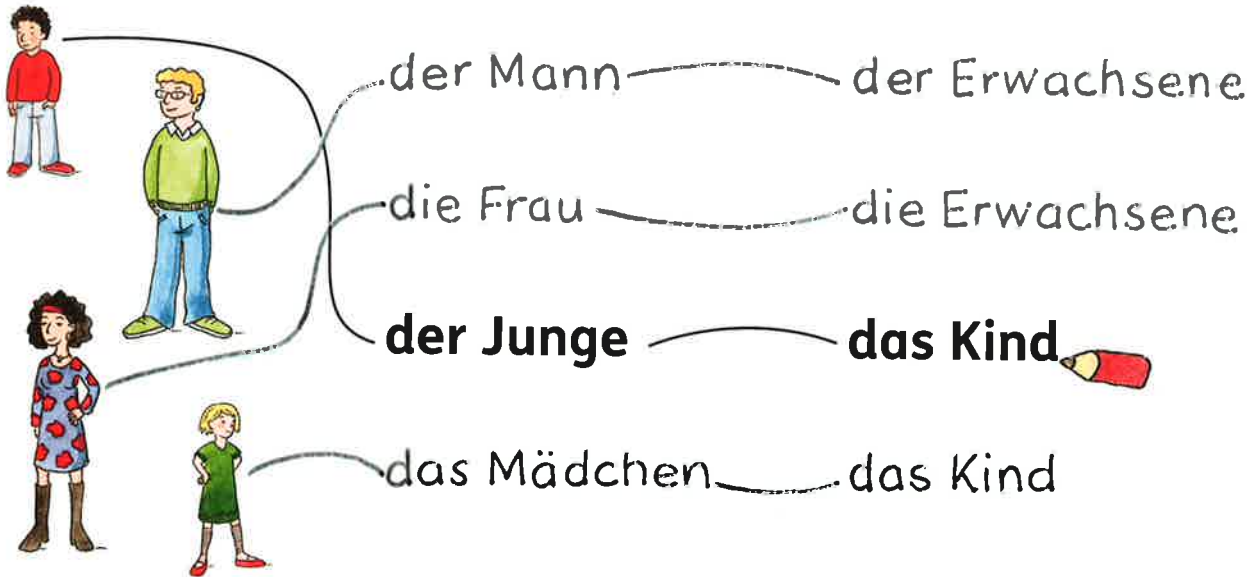 der Mann der Erwachsene
die Frau die Erwachsene
der Junge das Kind
das Mädchen das Kind